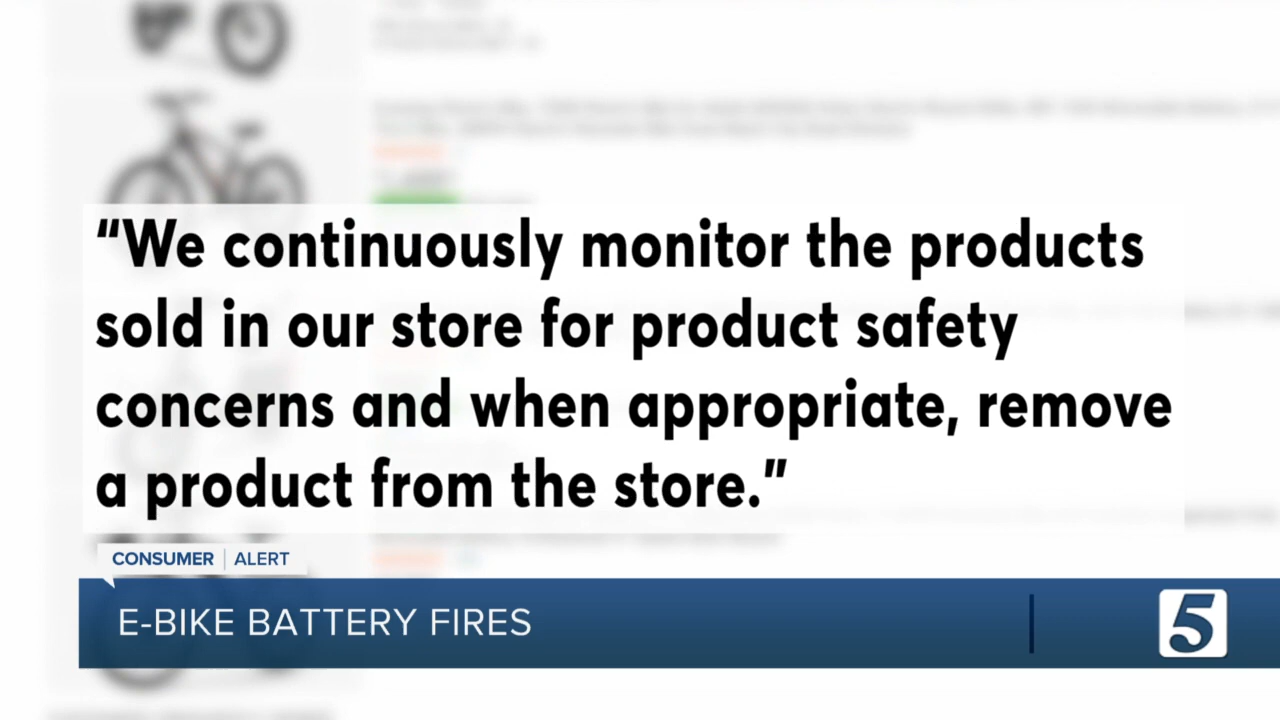 “We continuously monitor the products
sold in our store for product safety
concerns and when appropriate, remove
a product from the store.”
CONSUMER | ALERT
E-BIKE BATTERY FIRES
5